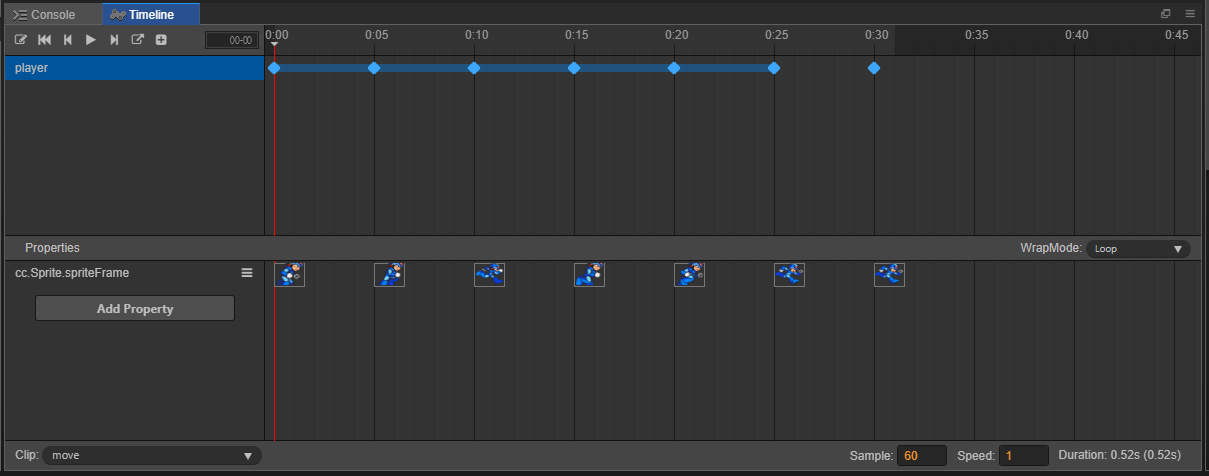 Console Timeline
00-00 0:00 0:05 0:10 0:15 0:20 0:25 0:30 0:35 0:40 0:45
player
Properties WrapMode: Loop
cc.Sprite.spriteFrame
Add Property
Clip: move Sample: 60 Speed: 1 Duration: 0.52s (0.52s)